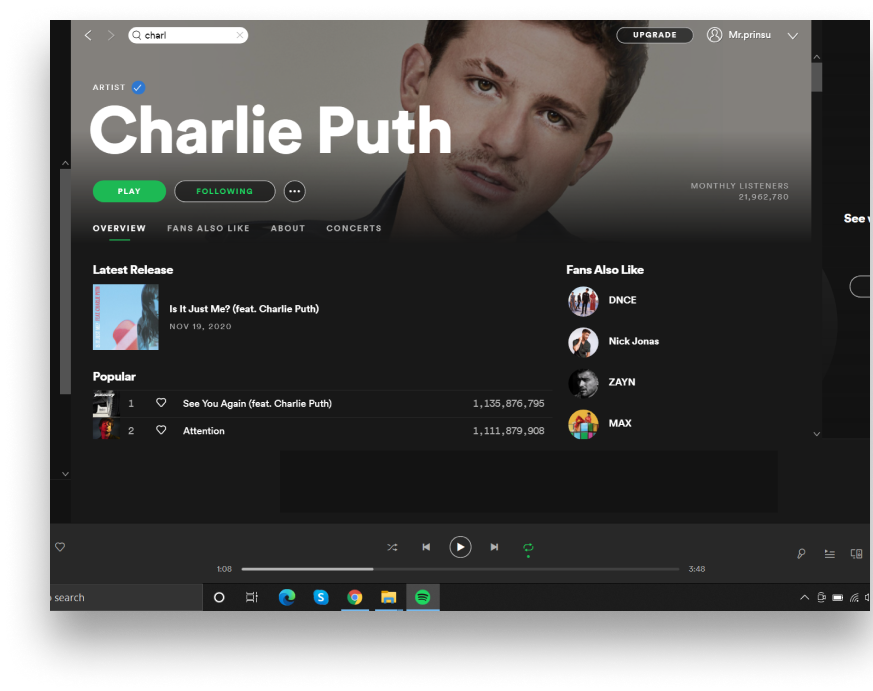 charl
UPGRADE
Mr.prinsu
ARTIST
Charlie Puth
PLAY
FOLLOWING
MONTHLY LISTENERS
21,962,780
See
OVERVIEW FANS ALSO LIKE ABOUT CONCERTS
Latest Release
Is It Just Me? (feat. Charlie Puth)
NOV 19, 2020
Fans Also Like
DNCE
Nick Jonas
ZAYN
MAX
Popular
1 See You Again (feat. Charlie Puth) 1,135,876,795
2 Attention 1,111,879,908
1:08 3:48
search